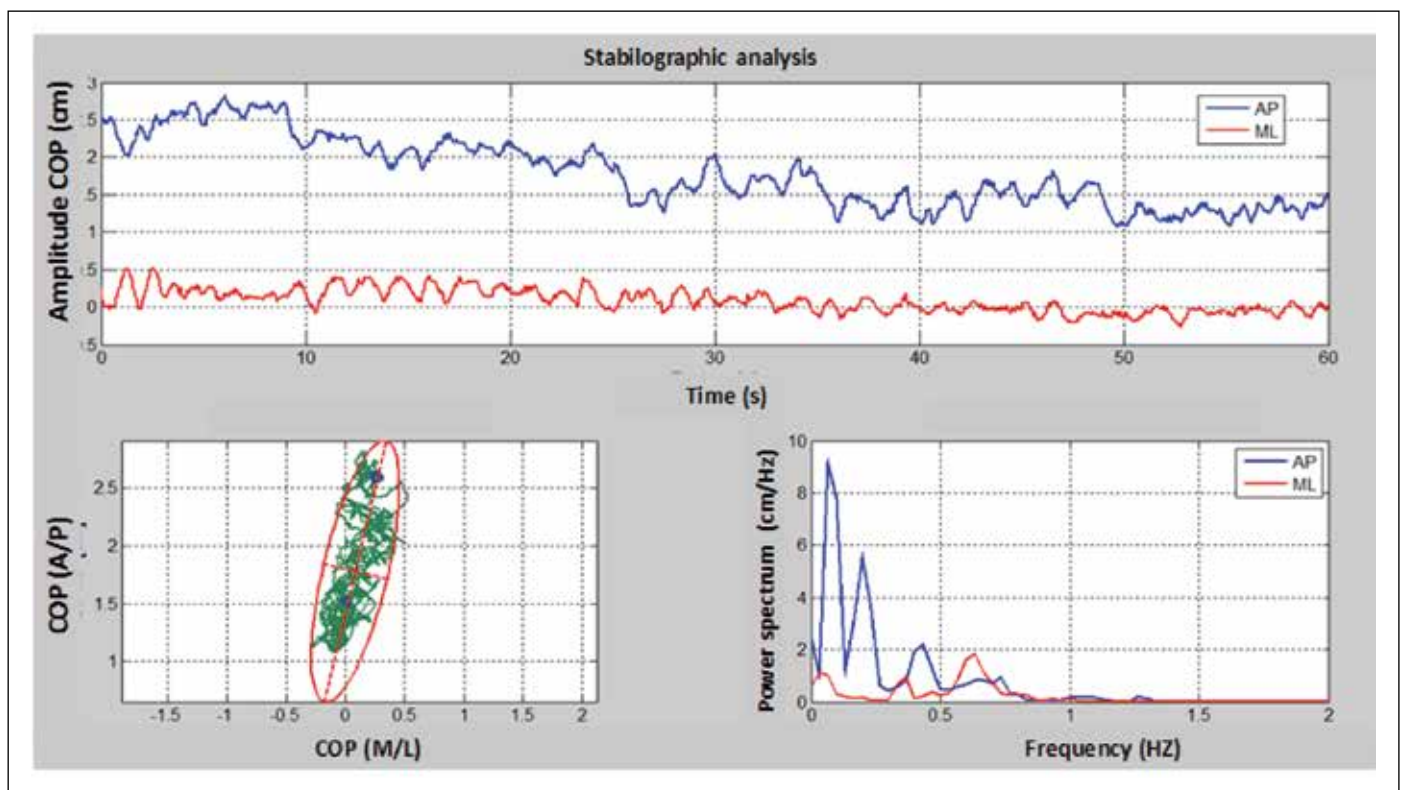 Stabilographic analysis
Amplitude COP (cm)
3
.5
2
.5
1
.5
0
.5
AP
ML
0 10 20 30 40 50 60
Time (s)
COP (A/P)
2.5
2
1.5
1
-1.5 -1 -0.5 0 0.5 1 1.5 2
COP (M/L)
Power spectrum (cm/Hz)
10
8
6
4
2
0
AP
ML
0 0.5 1 1.5 2
Frequency (HZ)